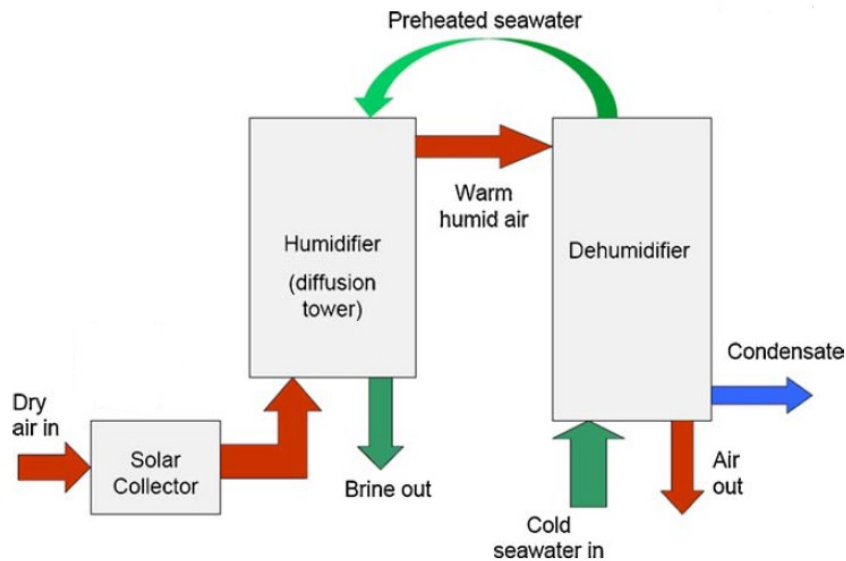 Preheated seawater
Warm
humid air
Humidifier
(diffusion
tower)
Dehumidifier
Condensate
Dry
air in
Solar
Collector
Brine out
Air
out
Cold
seawater in